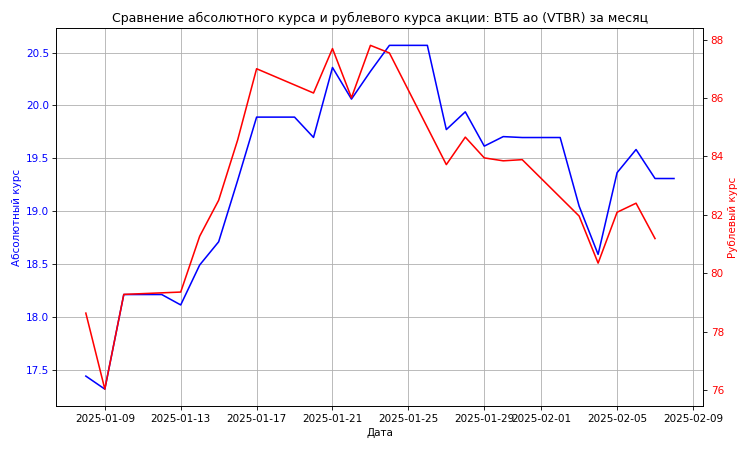 Сравнение абсолютного курса и рублевого курса акции: ВТБ ао (VTBR) за месяц
Абсолютный курс
20.5
20.0
19.5
19.0
18.5
18.0
17.5
88
86
84
82
80
78
76
Рублевый курс
2025-01-09 2025-01-13 2025-01-17 2025-01-21 2025-01-25 2025-01-29 2025-02-01 2025-02-05 2025-02-09
Дата